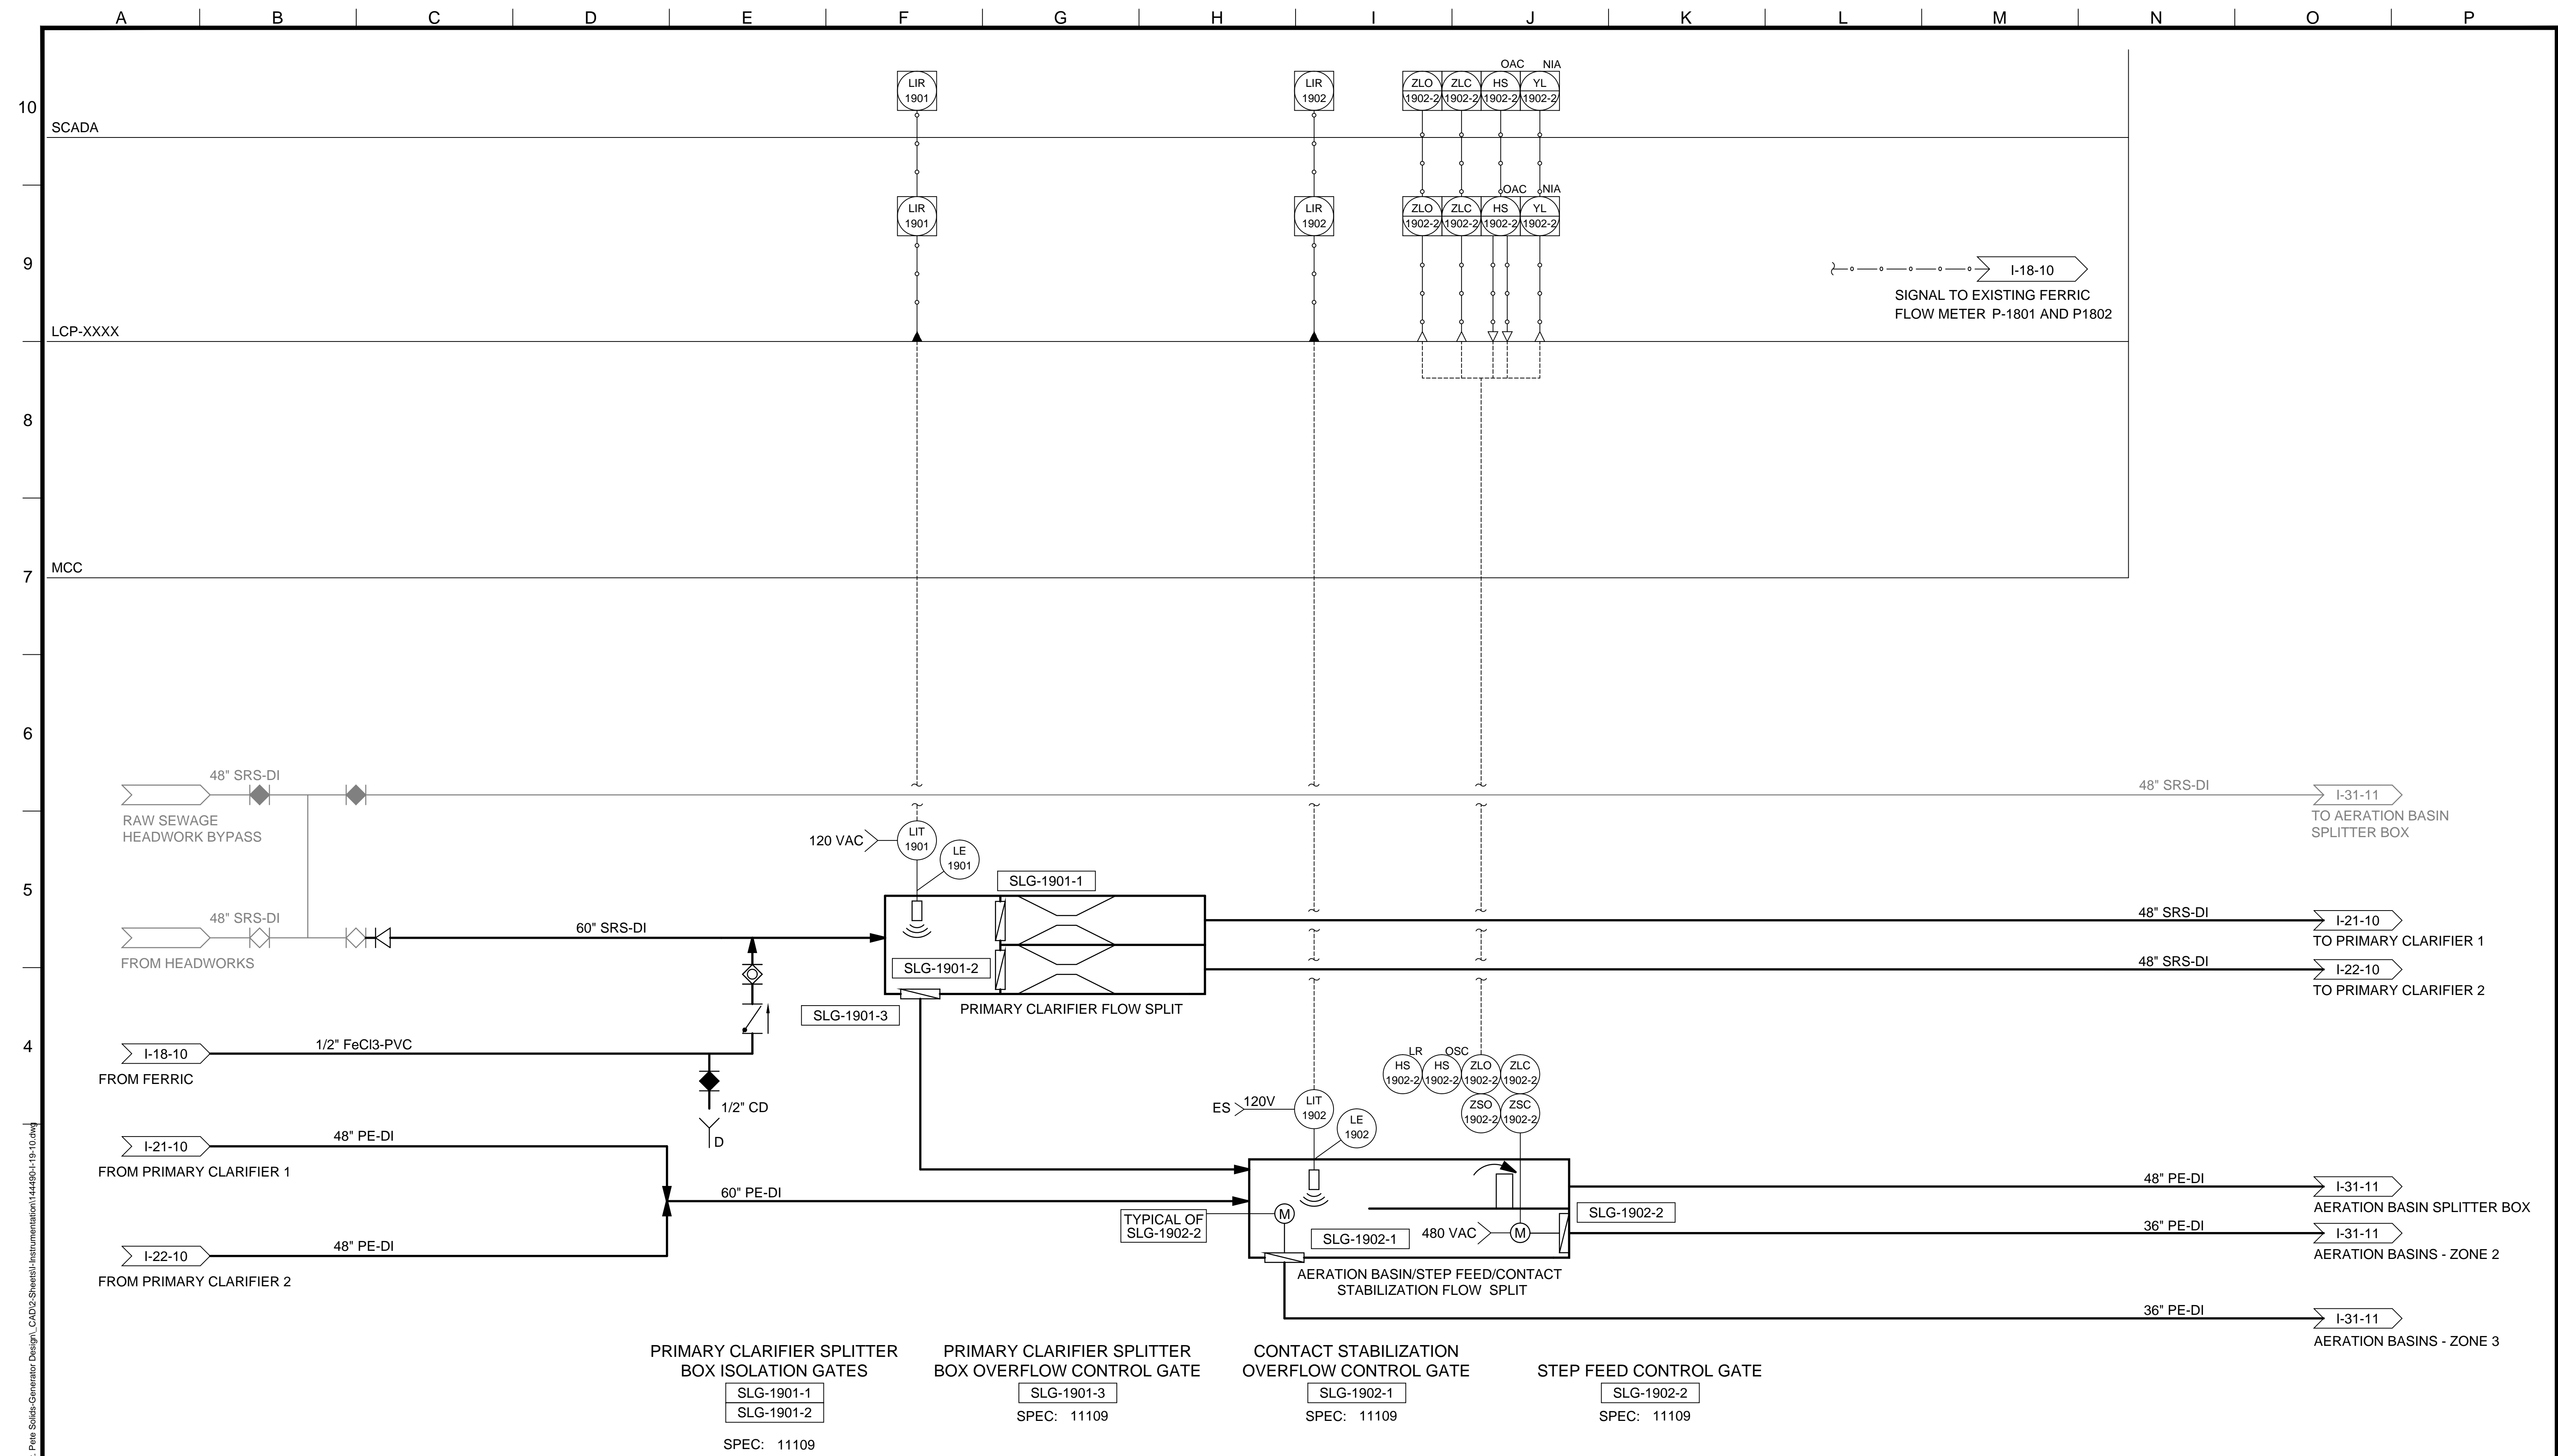 A B C D E F G H I J K L M N O P
10
OAC NIA
LIR
1901
LIR
1902
ZLO ZLC HS YL
1902-2 1902-2 1902-2 1902-2
SCADA
OAC NIA
LIR
1901
LIR
1902
ZLO ZLC HS YL
1902-2 1902-2 1902-2 1902-2
9
I-18-10
SIGNAL TO EXISTING FERRIC
FLOW METER P-1801 AND P1802
LCP-XXXX
8
MCC
7
6
48" SRS-DI
48" SRS-DI
I-31-11
RAW SEWAGE
HEADWORK BYPASS
TO AERATION BASIN
SPLITTER BOX
120 VAC
LIT
1901
LE
1901
5
SLG-1901-1
48" SRS-DI
60" SRS-DI
48" SRS-DI
I-21-10
TO PRIMARY CLARIFIER 1
FROM HEADWORKS
SLG-1901-2
48" SRS-DI
I-22-10
TO PRIMARY CLARIFIER 2
SLG-1901-3
PRIMARY CLARIFIER FLOW SPLIT
4
1/2" FeCl3-PVC
I-18-10
FROM FERRIC
LR OSC
HS HS ZLO ZLC
1902-2 1902-2 1902-2 1902-2
ZSO ZSC
1902-2 1902-2
1/2" CD
D
ES 120V
LIT
1902
LE
1902
48" PE-DI
I-21-10
FROM PRIMARY CLARIFIER 1
60" PE-DI
48" PE-DI
I-31-11
AERATION BASIN SPLITTER BOX
TYPICAL OF
SLG-1902-2
M
SLG-1902-1
480 VAC
M
SLG-1902-2
36" PE-DI
I-31-11
AERATION BASINS - ZONE 2
48" PE-DI
I-22-10
FROM PRIMARY CLARIFIER 2
AERATION BASIN/STEP FEED/CONTACT
STABILIZATION FLOW SPLIT
36" PE-DI
I-31-11
AERATION BASINS - ZONE 3
PRIMARY CLARIFIER SPLITTER
BOX ISOLATION GATES
SLG-1901-1
SLG-1901-2
SPEC: 11109
PRIMARY CLARIFIER SPLITTER
BOX OVERFLOW CONTROL GATE
SLG-1901-3
SPEC: 11109
CONTACT STABILIZATION
OVERFLOW CONTROL GATE
SLG-1902-1
SPEC: 11109
STEP FEED CONTROL GATE
SLG-1902-2
SPEC: 11109
. Pete Solids-Generator Design\_CAD\2-Sheets\I-Instrumentation\144490-I-19-10.dwg